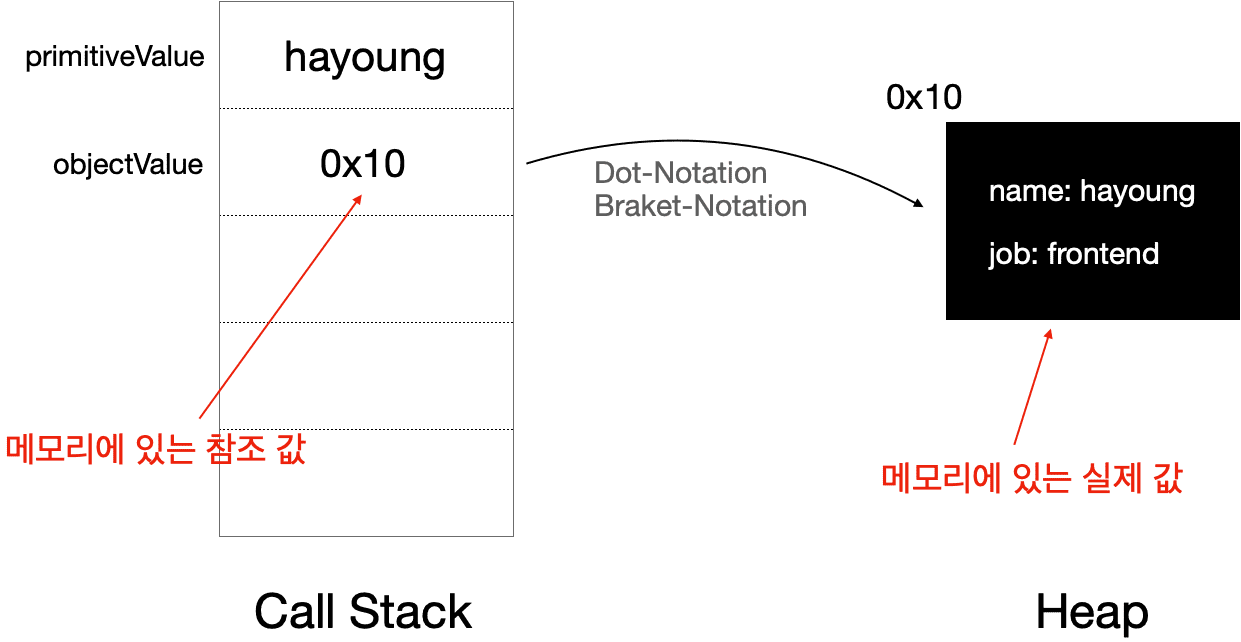 primitiveValue
hayoung
0x10
objectValue
0x10
Dot-Notation
Braket-Notation
name: hayoung
job: frontend
메모리에 있는 참조 값
메모리에 있는 실제 값
Call Stack
Heap